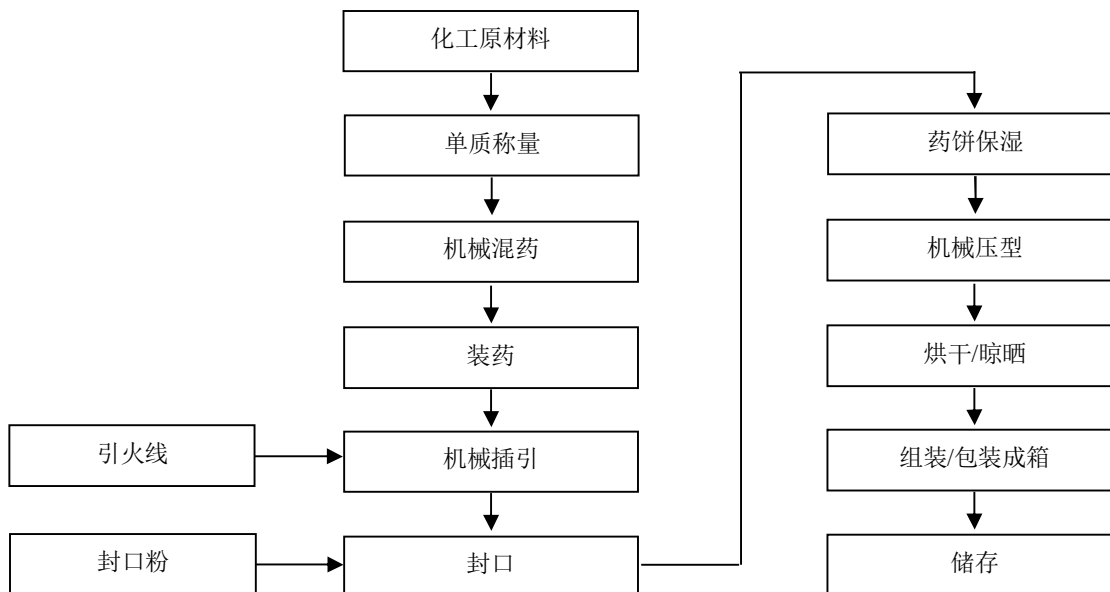 化工原材料
单质称量
机械混药
装药
引火线
机械插引
封口粉
封口
药饼保湿
机械压型
烘干/晾晒
组装/包装成箱
储存